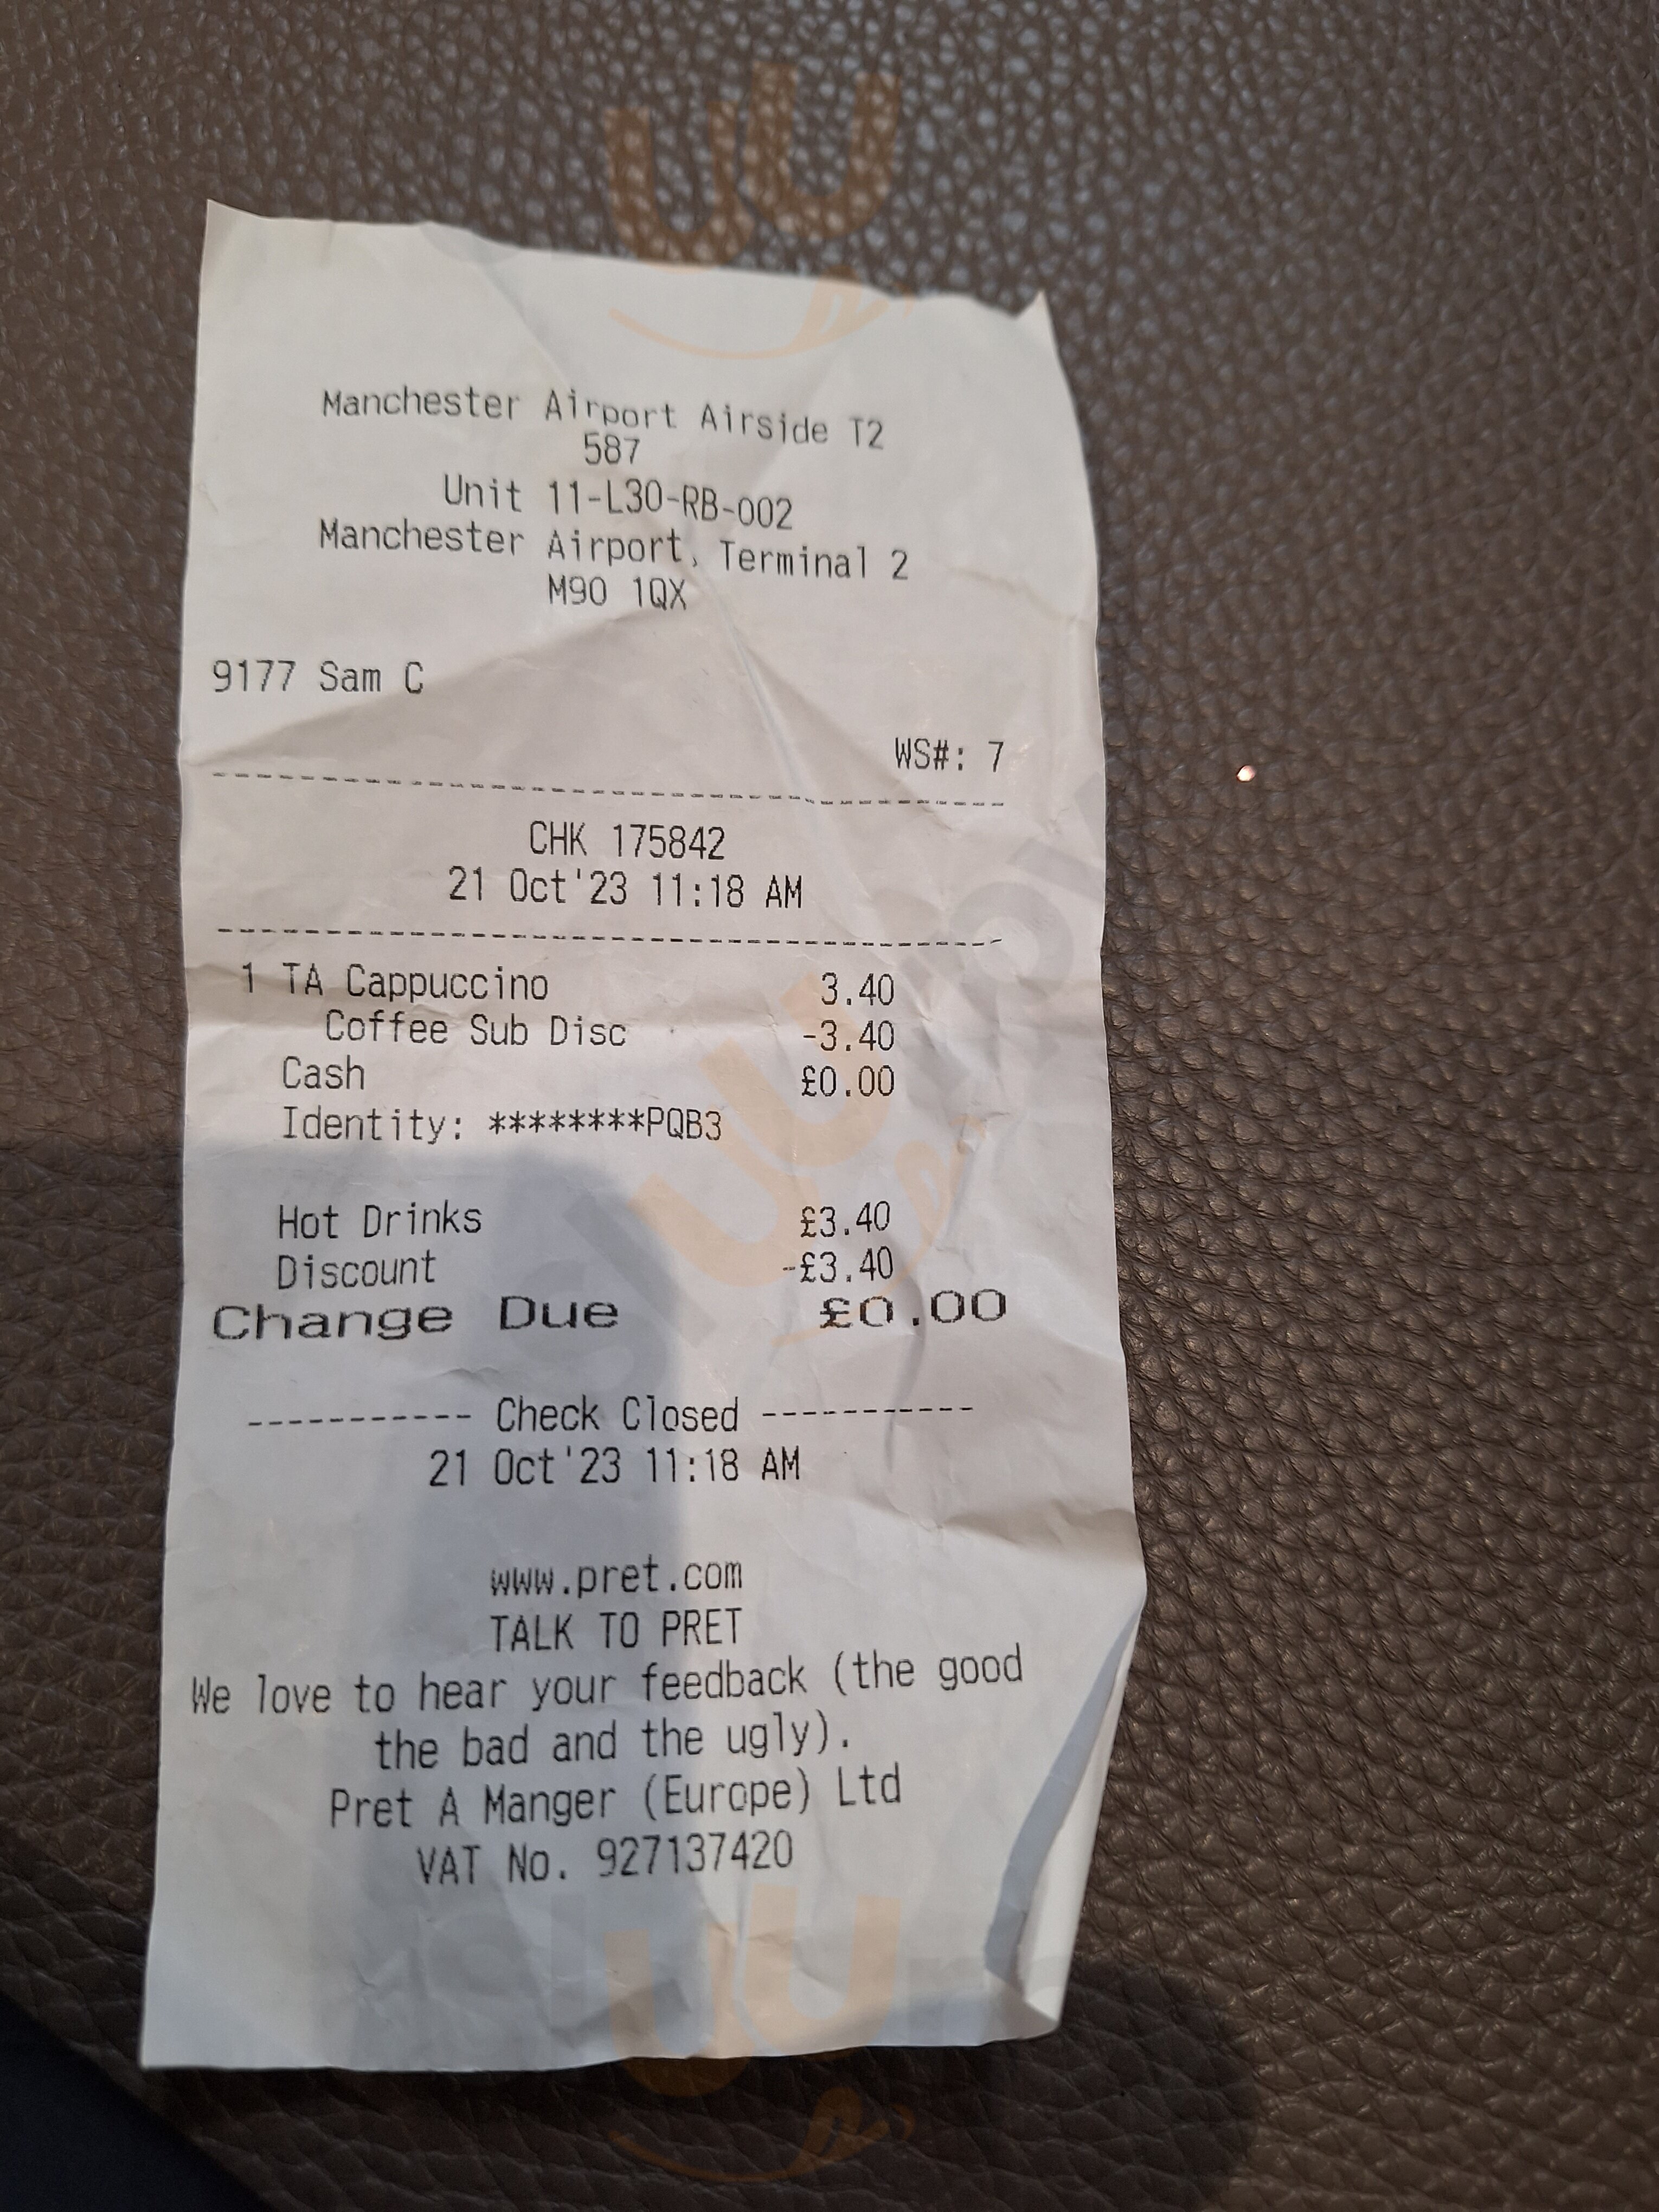 Manchester Airport Airside T2
587
Unit 11-L30-RB-002
Manchester Airport, Terminal 2
M90 1QX
9177 Sam C
WS#: 7
CHK 175842
21 Oct'23 11:18 AM
1 TA Cappuccino 3.40
Coffee Sub Disc -3.40
Cash £0.00
Identity: ********PQB3
Hot Drinks £3.40
Discount -£3.40
Change Due £0.00
----------- Check Closed -----------
21 Oct'23 11:18 AM
www.pret.com
TALK TO PRET
We love to hear your feedback (the good
the bad and the ugly).
Pret A Manger (Europe) Ltd
VAT No. 927137420